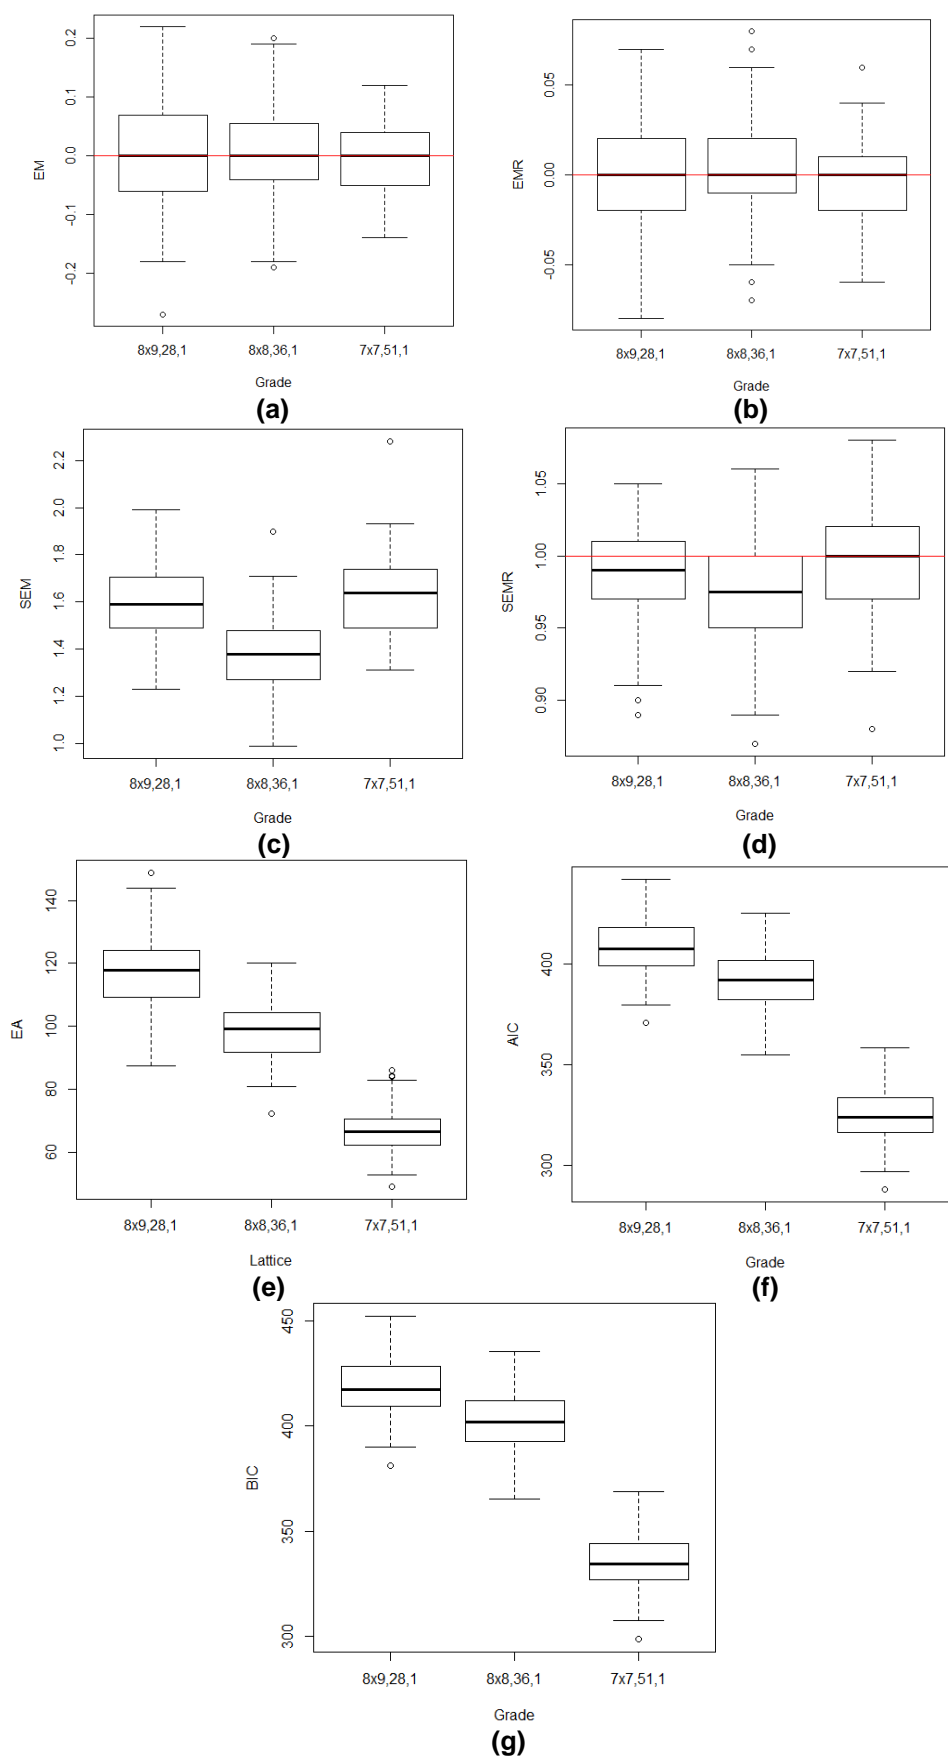 EM
0.2
0.1
0.0
-0.1
-0.2
8x9,28,1 8x8,36,1 7x7,51,1
Grade
(a)
EMR
0.05
0.00
-0.05
8x9,28,1 8x8,36,1 7x7,51,1
Grade
(b)
SEM
2.2
2.0
1.8
1.6
1.4
1.2
1.0
8x9,28,1 8x8,36,1 7x7,51,1
Grade
(c)
SEMR
1.05
1.00
0.95
0.90
8x9,28,1 8x8,36,1 7x7,51,1
Grade
(d)
EA
140
120
100
80
60
8x9,28,1 8x8,36,1 7x7,51,1
Lattice
(e)
AIC
400
350
300
8x9,28,1 8x8,36,1 7x7,51,1
Grade
(f)
BIC
450
400
350
300
8x9,28,1 8x8,36,1 7x7,51,1
Grade
(g)